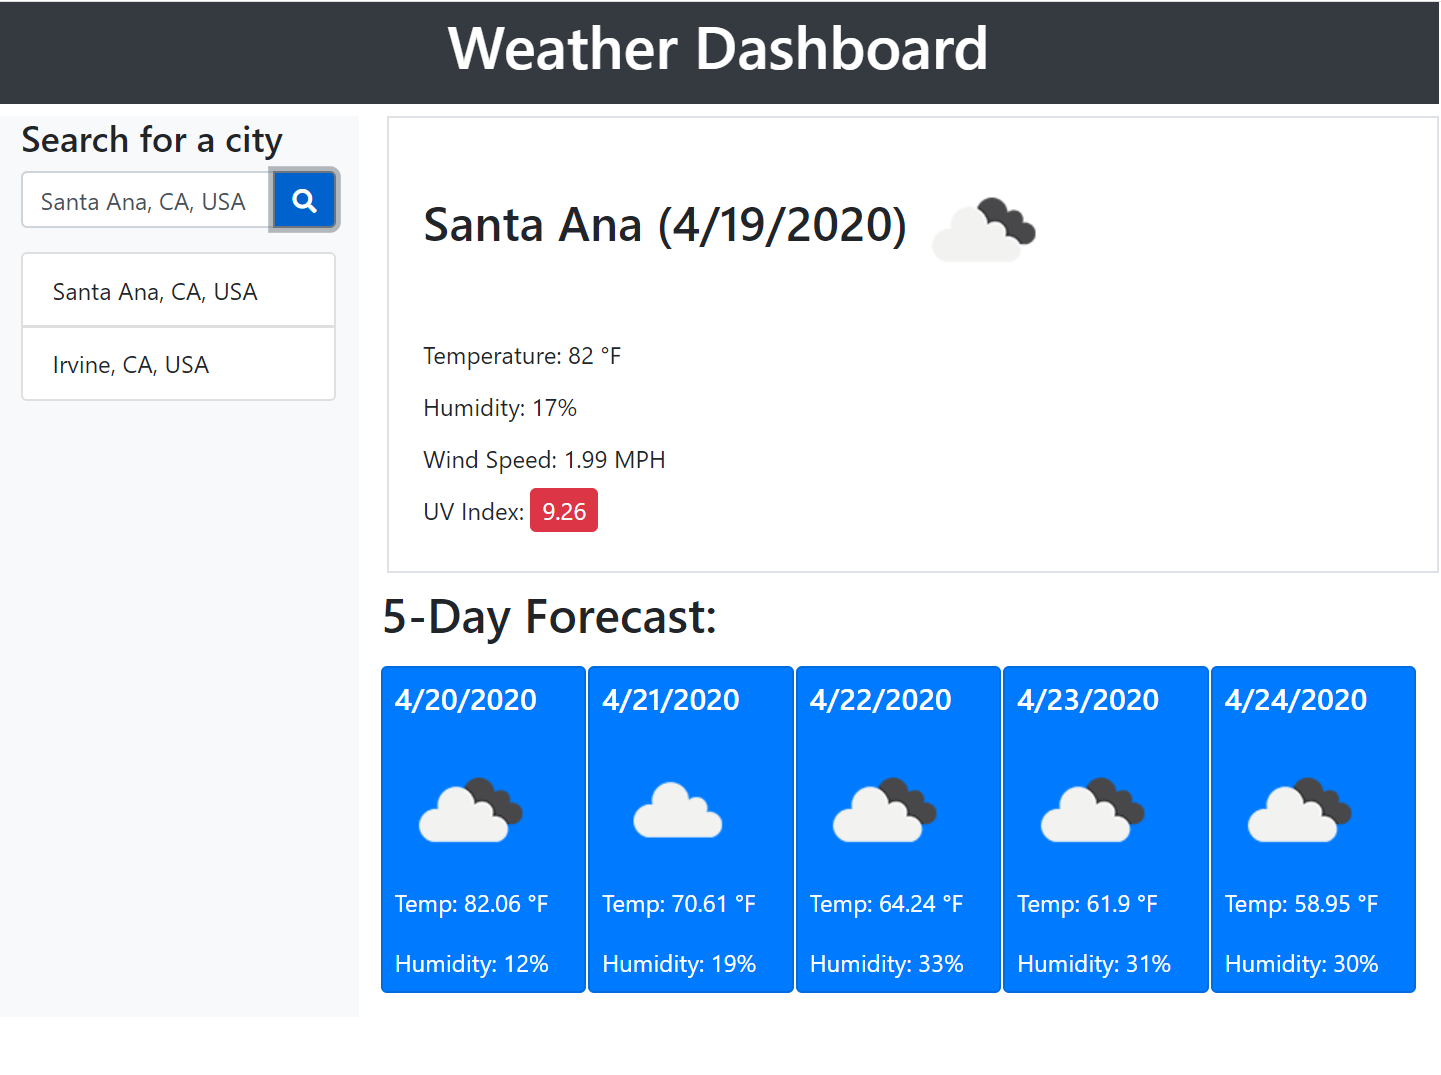 Weather Dashboard
Search for a city
Santa Ana, CA, USA
Santa Ana, CA, USA
Irvine, CA, USA
Santa Ana (4/19/2020)
Temperature: 82 °F
Humidity: 17%
Wind Speed: 1.99 MPH
UV Index: 9.26
5-Day Forecast:
4/20/2020
Temp: 82.06 °F
Humidity: 12%
4/21/2020
Temp: 70.61 °F
Humidity: 19%
4/22/2020
Temp: 64.24 °F
Humidity: 33%
4/23/2020
Temp: 61.9 °F
Humidity: 31%
4/24/2020
Temp: 58.95 °F
Humidity: 30%